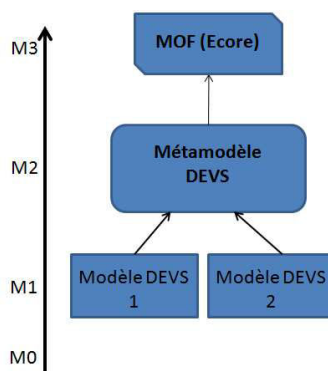 M3
MOF (Ecore)
M2
Métamodèle
DEVS
M1
Modèle DEVS
1
Modèle DEVS
2
M0